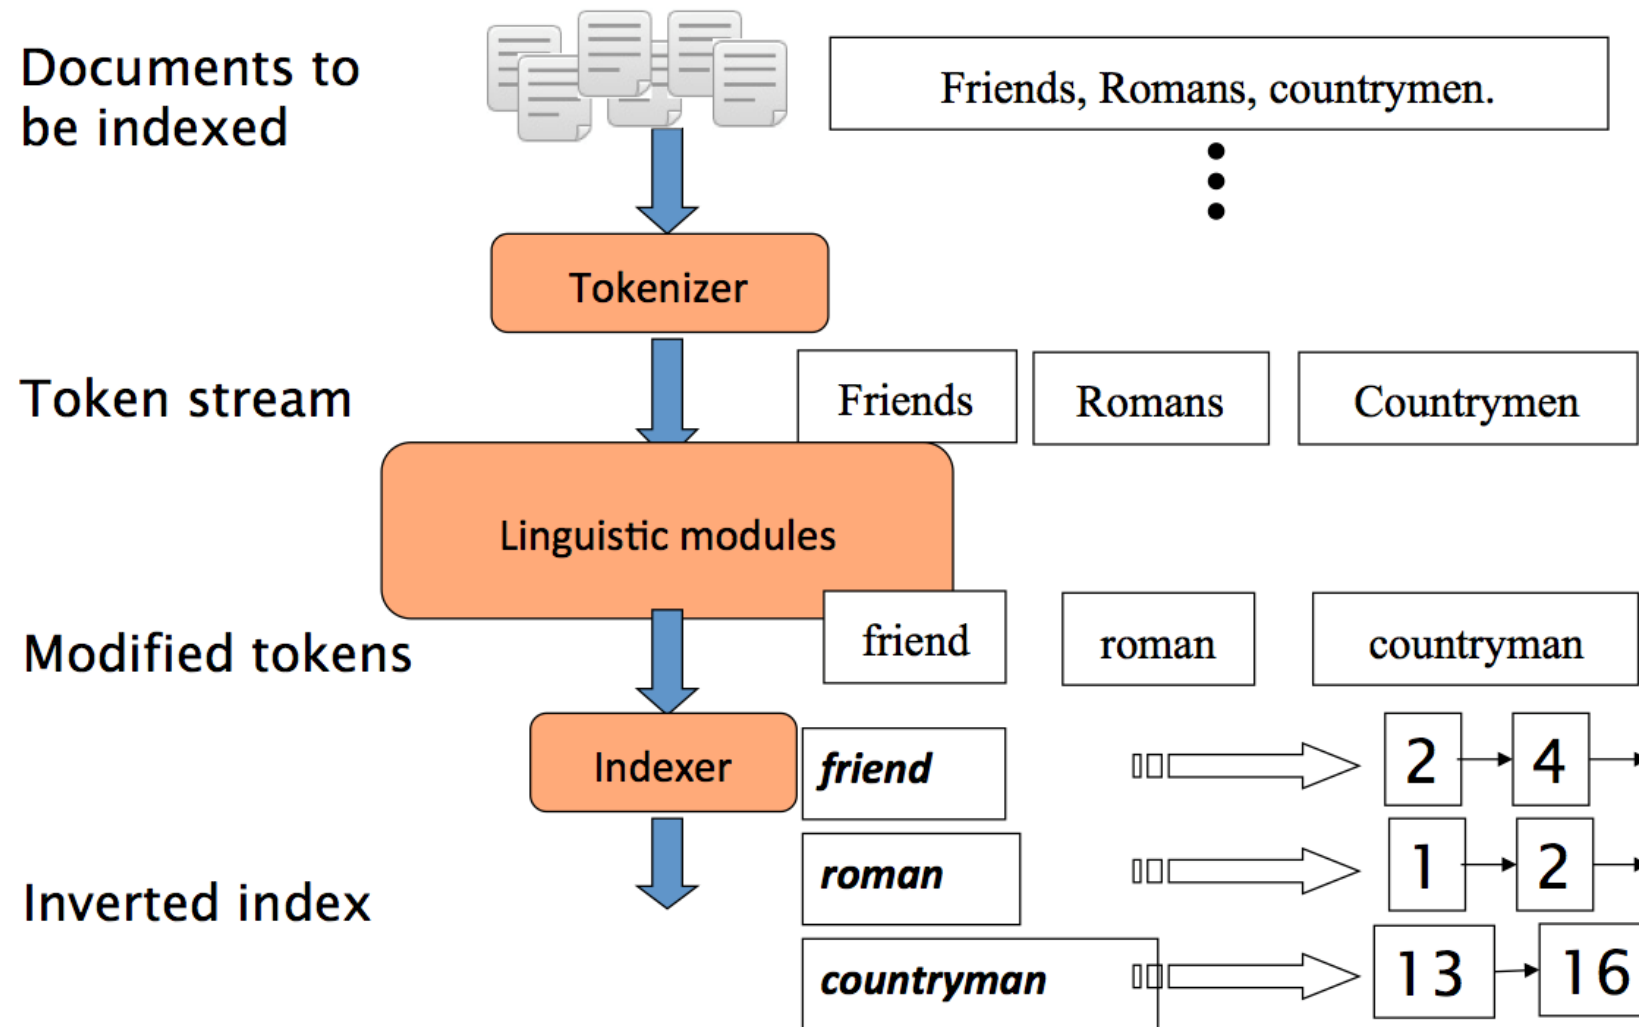 Documents to
be indexed
Friends, Romans, countrymen.
Tokenizer
Token stream
Friends
Romans
Countrymen
Linguistic modules
Modified tokens
friend
roman
countryman
Indexer
friend
2
4
roman
1
2
Inverted index
countryman
13
16